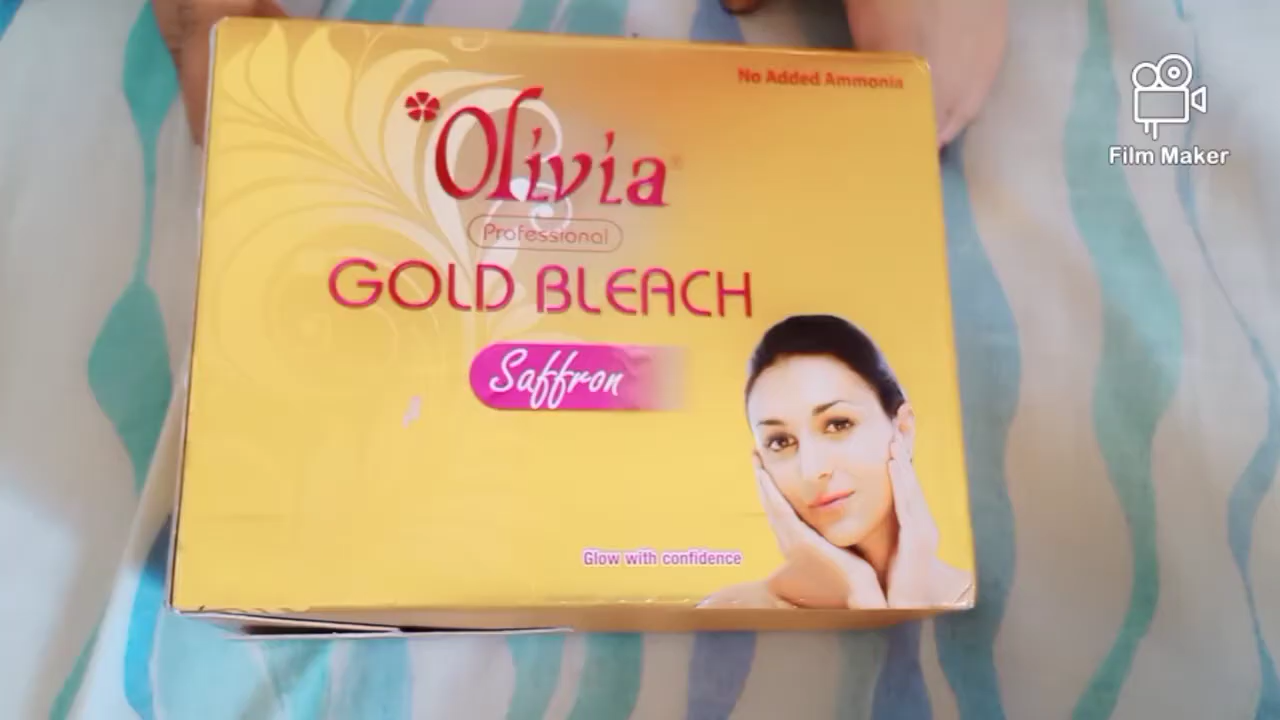 No Added Ammonia
Olivia
Professional
GOLD BLEACH
Saffron
Glow with confidence
Film Maker